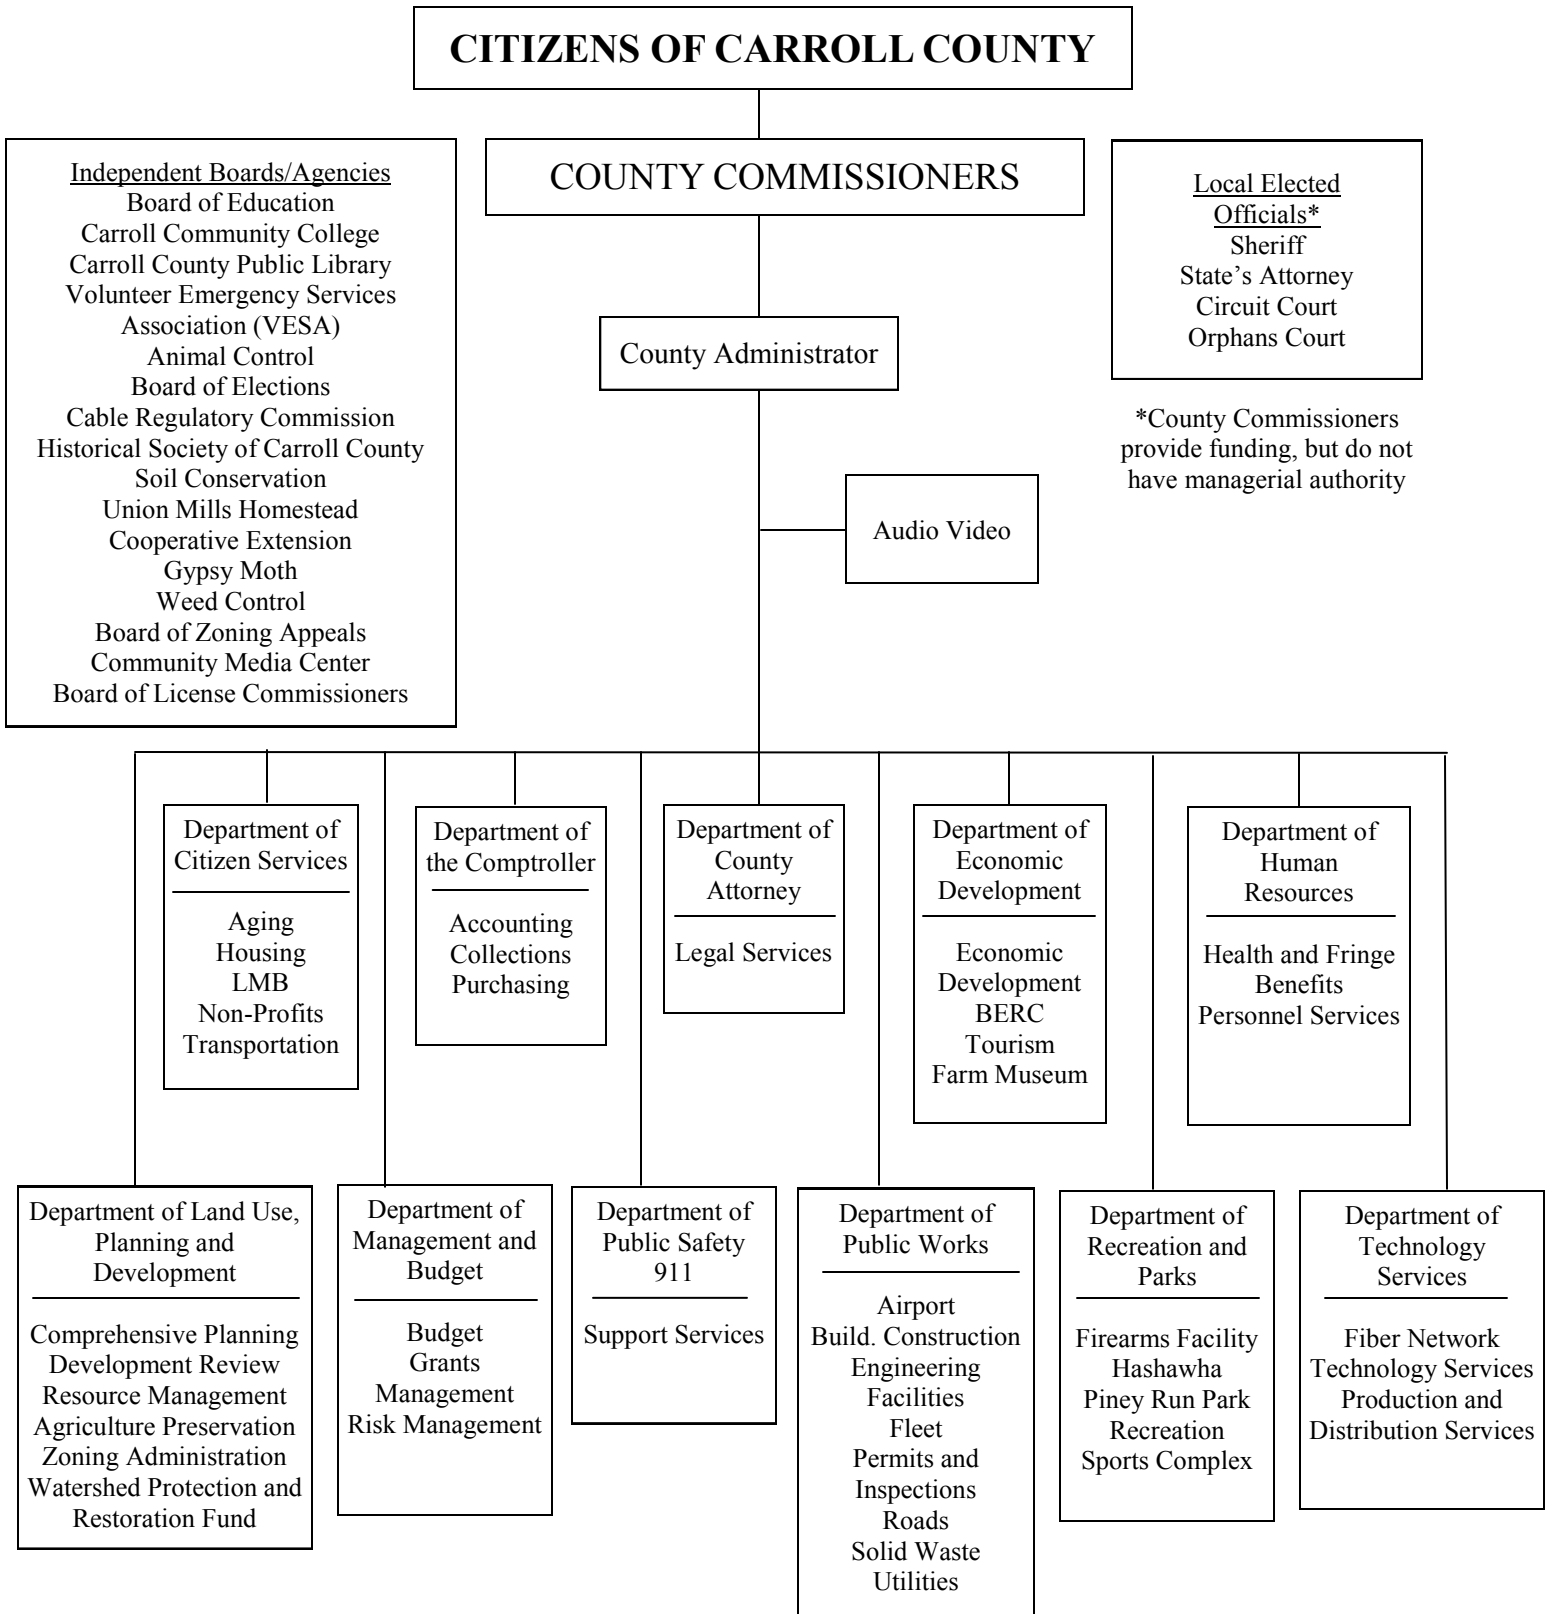 CITIZENS OF CARROLL COUNTY
Independent Boards/Agencies
Board of Education
Carroll Community College
Carroll County Public Library
Volunteer Emergency Services
Association (VESA)
Animal Control
Board of Elections
Cable Regulatory Commission
Historical Society of Carroll County
Soil Conservation
Union Mills Homestead
Cooperative Extension
Gypsy Moth
Weed Control
Board of Zoning Appeals
Community Media Center
Board of License Commissioners
COUNTY COMMISSIONERS
Local Elected
Officials*
Sheriff
State’s Attorney
Circuit Court
Orphans Court
*County Commissioners
provide funding, but do not
have managerial authority
County Administrator
Audio Video
Department of
Citizen Services
Aging
Housing
LMB
Non-Profits
Transportation
Department of
the Comptroller
Accounting
Collections
Purchasing
Department of
County
Attorney
Legal Services
Department of
Economic
Development
Economic
Development
BERC
Tourism
Farm Museum
Department of
Human
Resources
Health and Fringe
Benefits
Personnel Services
Department of Land Use,
Planning and
Development
Comprehensive Planning
Development Review
Resource Management
Agriculture Preservation
Zoning Administration
Watershed Protection and
Restoration Fund
Department of
Management and
Budget
Budget
Grants
Management
Risk Management
Department of
Public Safety
911
Support Services
Department of
Public Works
Airport
Build. Construction
Engineering
Facilities
Fleet
Permits and
Inspections
Roads
Solid Waste
Utilities
Department of
Recreation and
Parks
Firearms Facility
Hashawha
Piney Run Park
Recreation
Sports Complex
Department of
Technology
Services
Fiber Network
Technology Services
Production and
Distribution Services